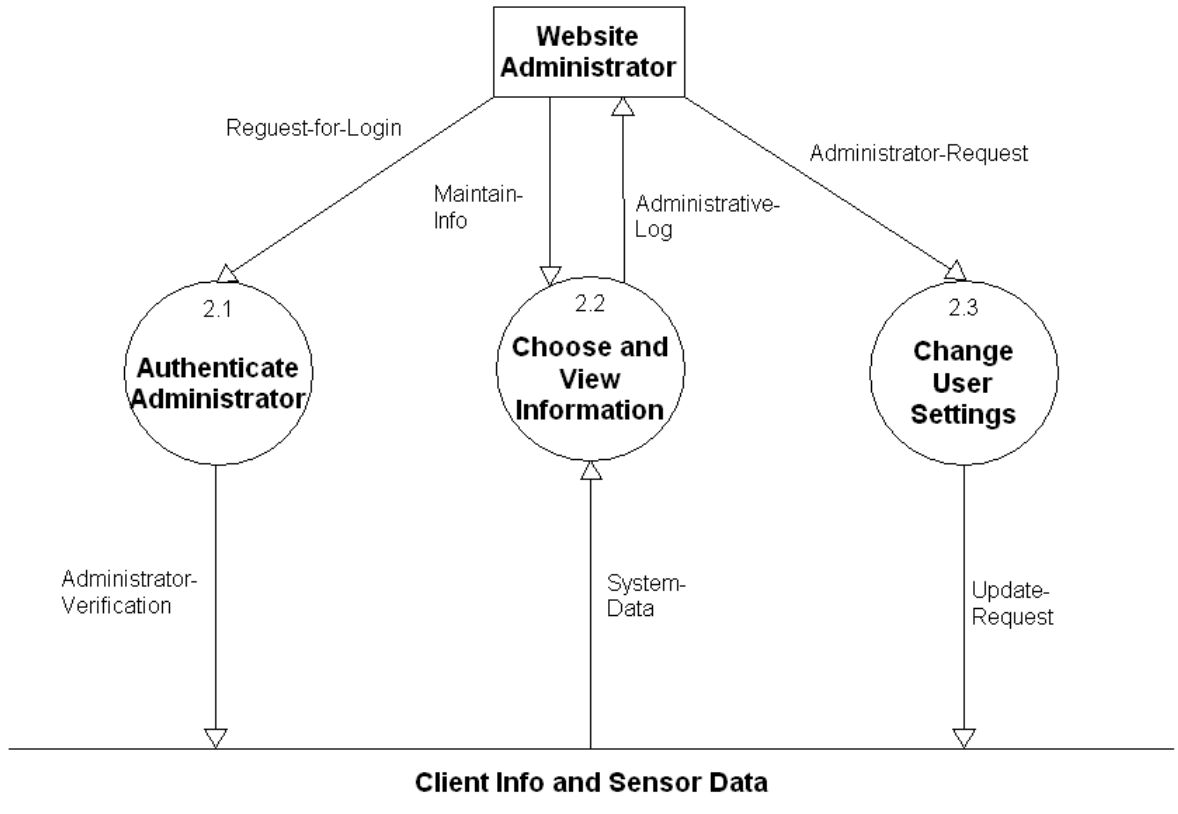 Website
Administrator
Reguest-for-Login
Administrator-Request
Maintain-
Info
Administrative-
Log
2.1
Authenticate
Administrator
2.2
Choose and
View
Information
2.3
Change
User
Settings
Administrator-
Verification
System-
Data
Update-
Request
Client Info and Sensor Data